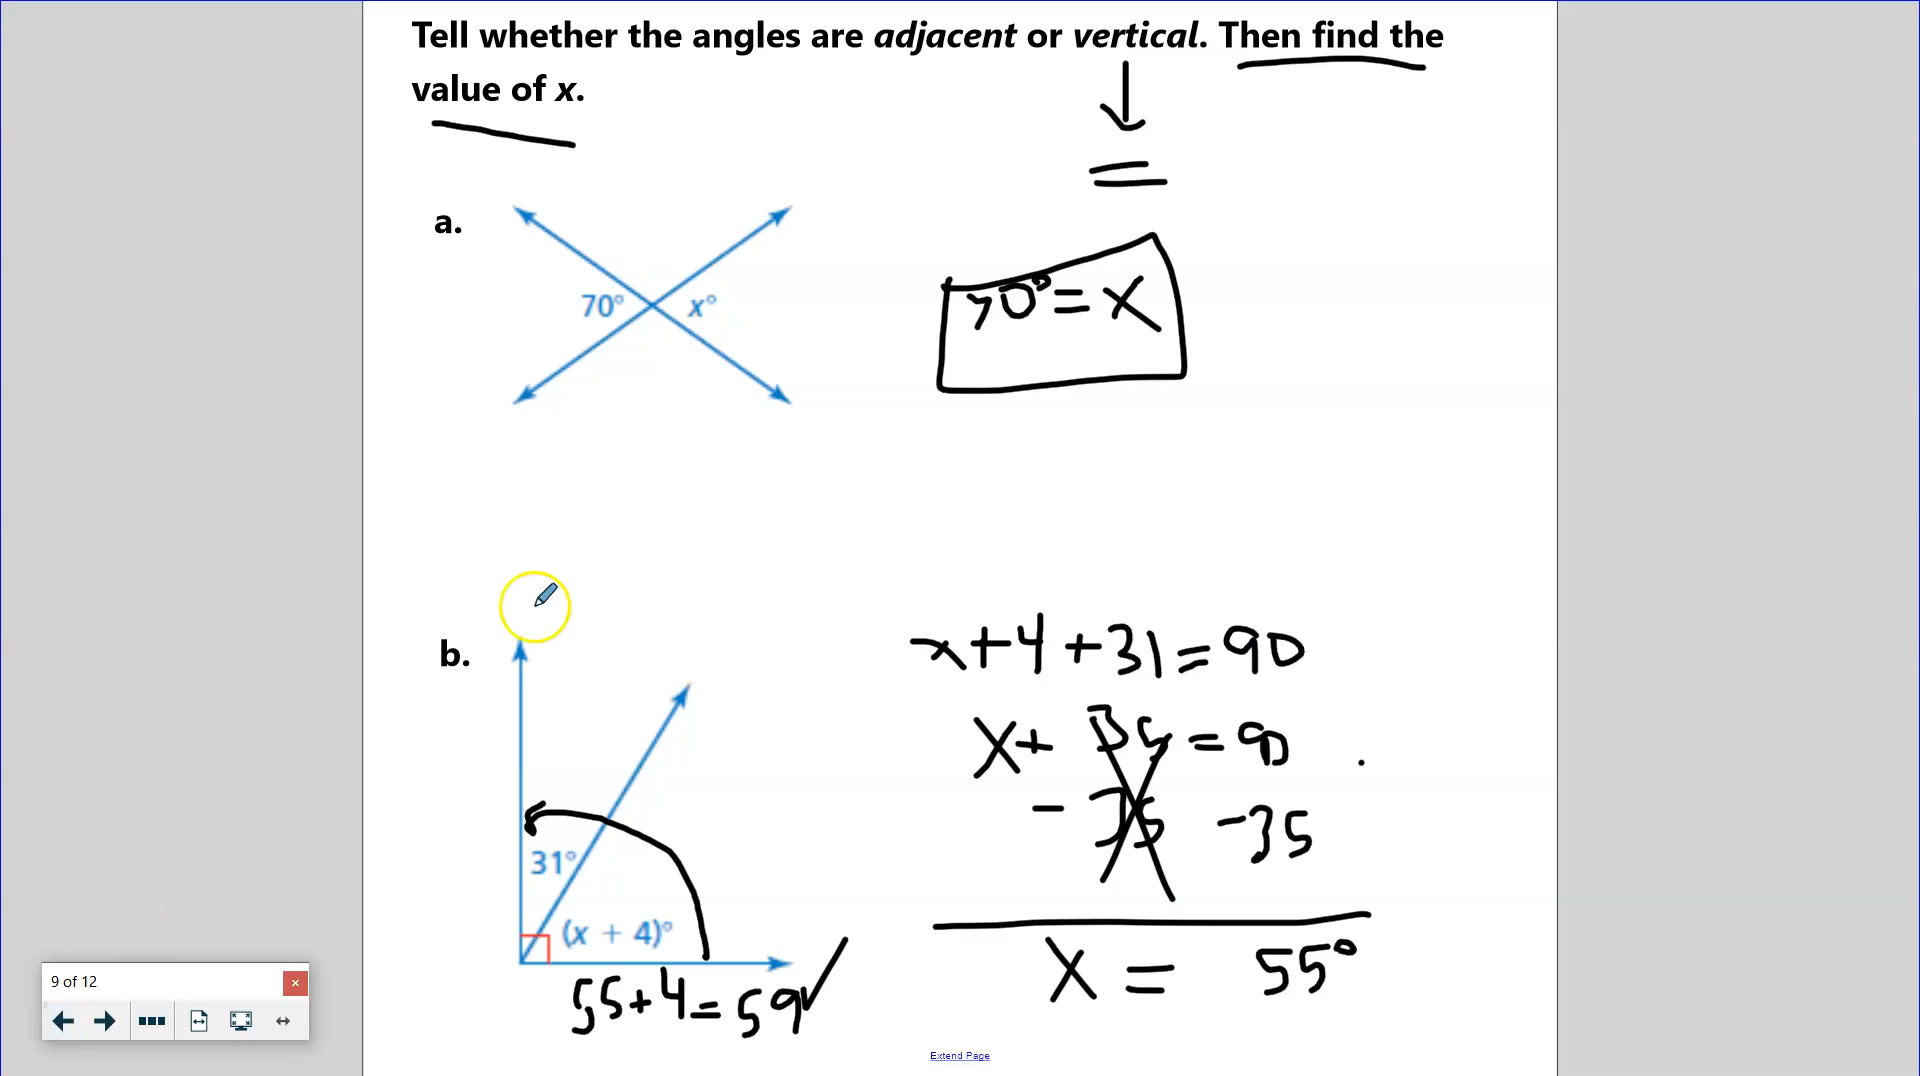 Tell whether the angles are adjacent or vertical. Then find the
value of x.
=
a.
70° x°
70° = x
b.
31°
(x + 4)°
55+4=59✓
x+4+31=90
x+ 35=90
-35 -35
x = 55°
9 of 12
Extend Page